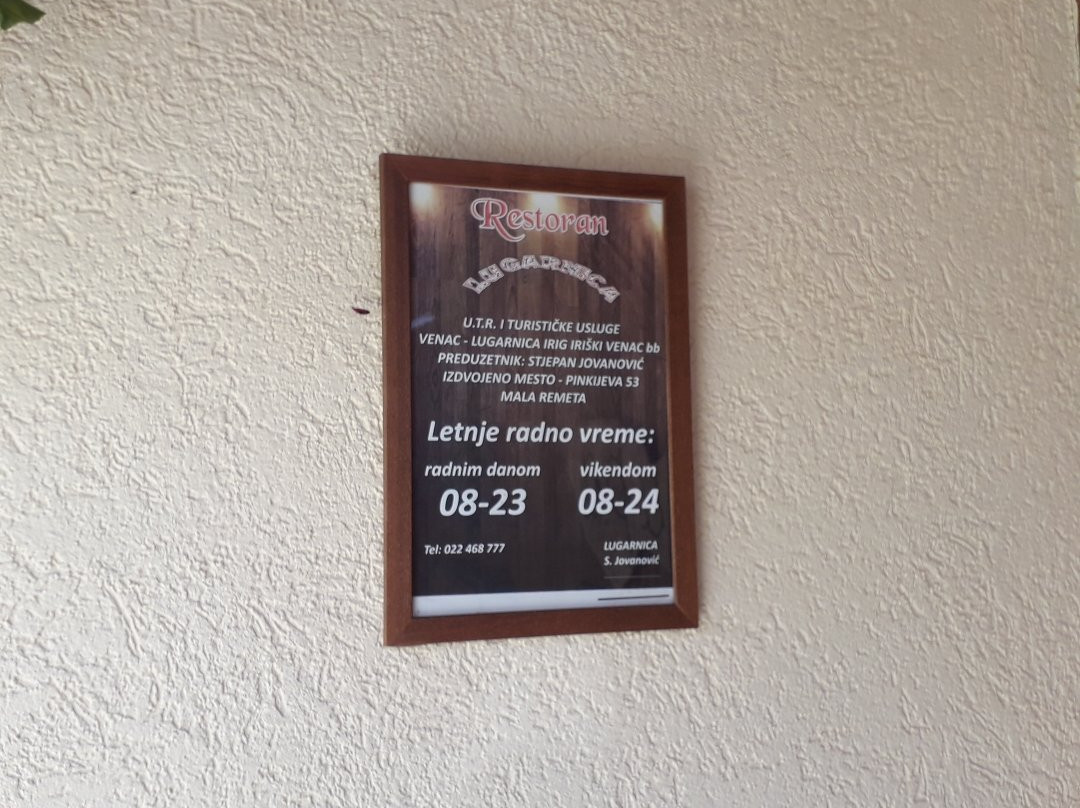 Restoran
LUGARNICA
U.T.R. I TURISTIČKE USLUGE
VENAC - LUGARNICA IRIG IRIŠKI VENAC bb
PREDUZETNIK: STJEPAN JOVANOVIĆ
IZDVOJENO MESTO - PINKIJEVA 53
MALA REMETA
Letnje radno vreme:
radnim danom vikendom
08-23 08-24
Tel: 022 468 777
LUGARNICA
S. Jovanović